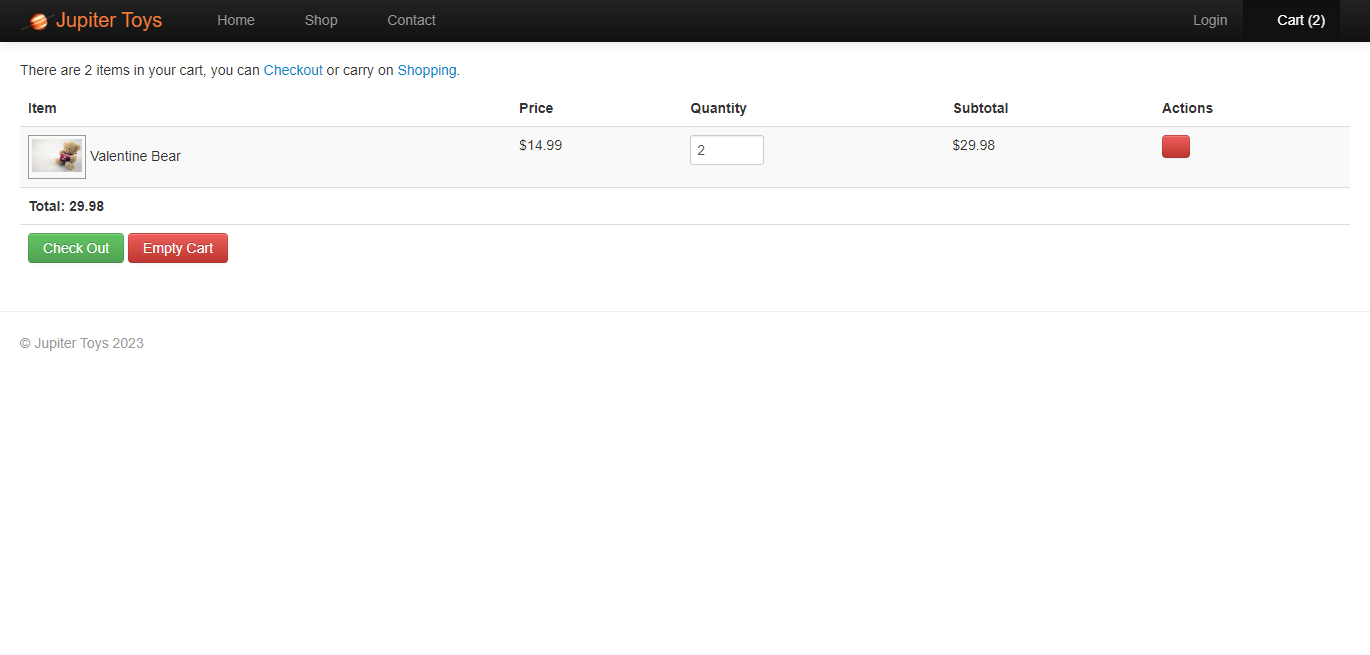 Jupiter Toys Home Shop Contact Login Cart (2)
There are 2 items in your cart, you can Checkout or carry on Shopping.
Item Price Quantity Subtotal Actions
Valentine Bear $14.99 2 $29.98
Total: 29.98
Check Out Empty Cart
© Jupiter Toys 2023